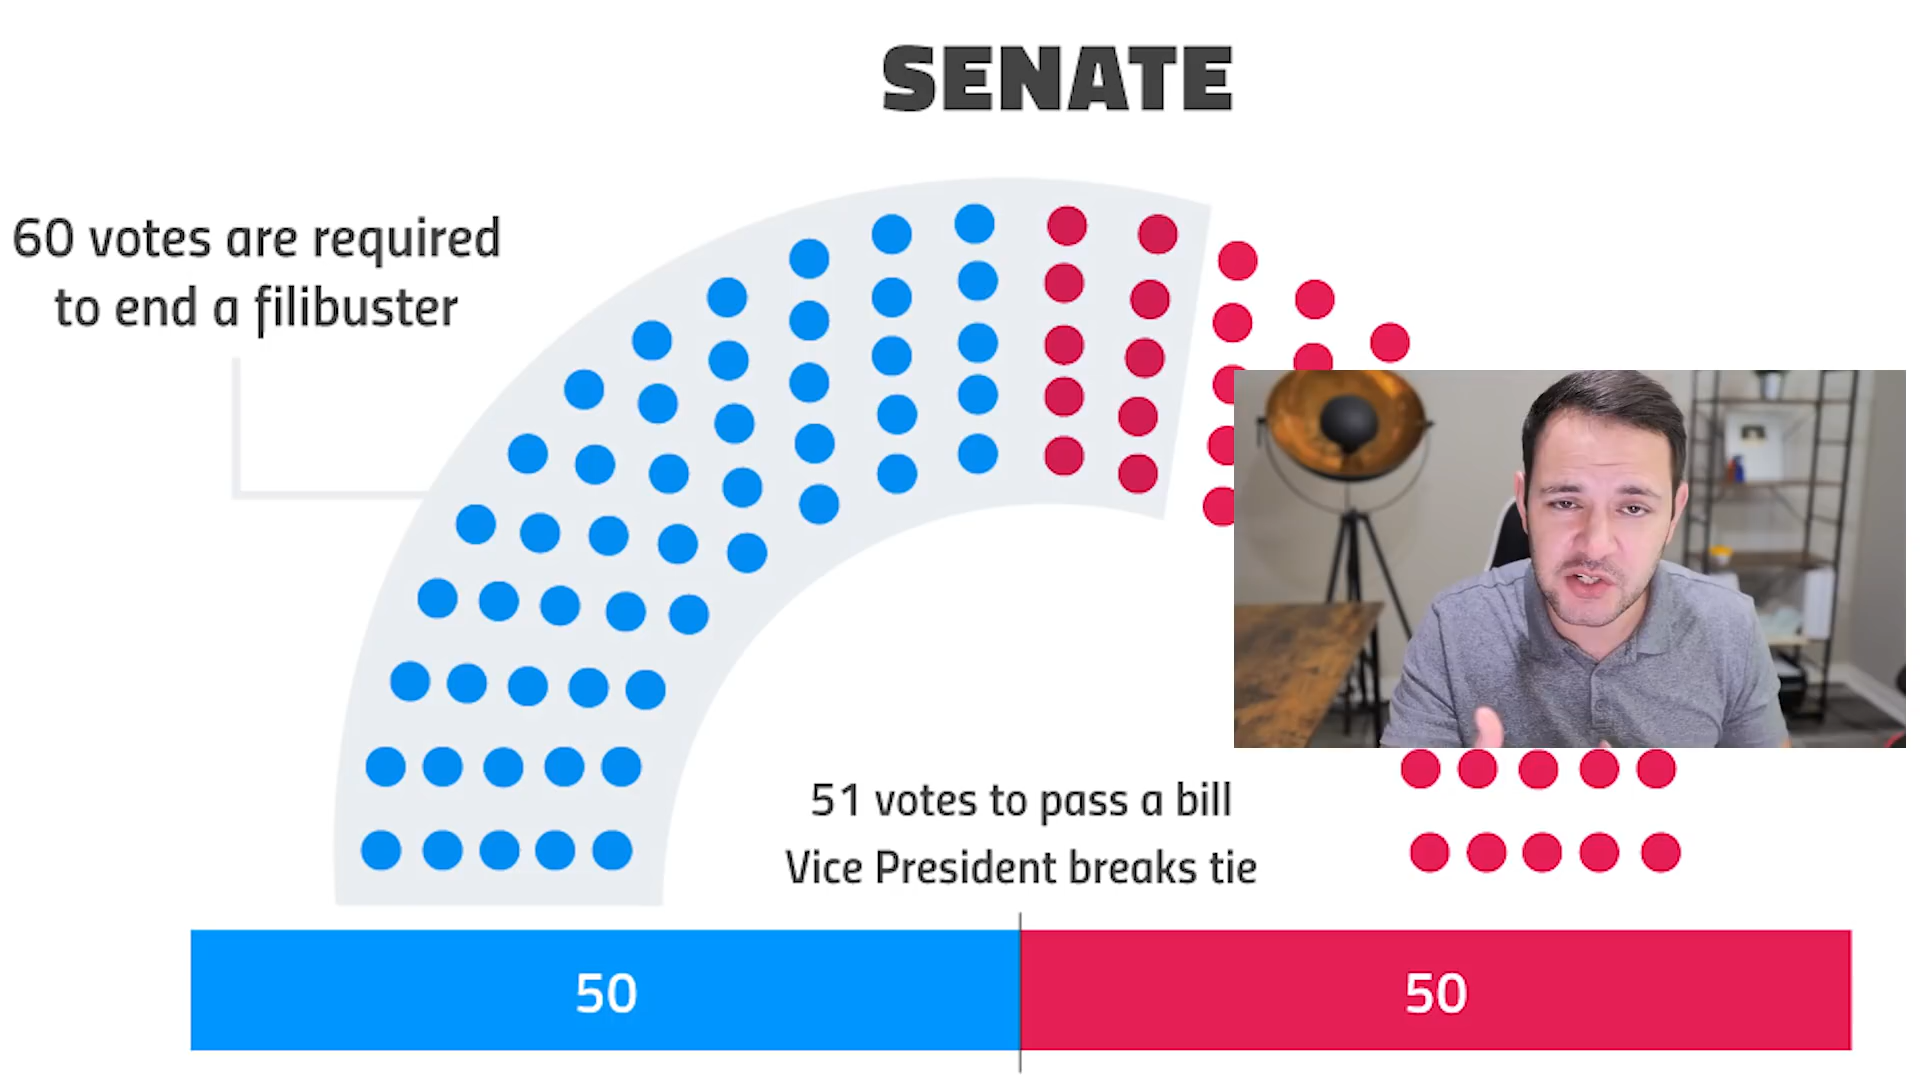 SENATE
60 votes are required
to end a filibuster
51 votes to pass a bill
Vice President breaks tie
50
50